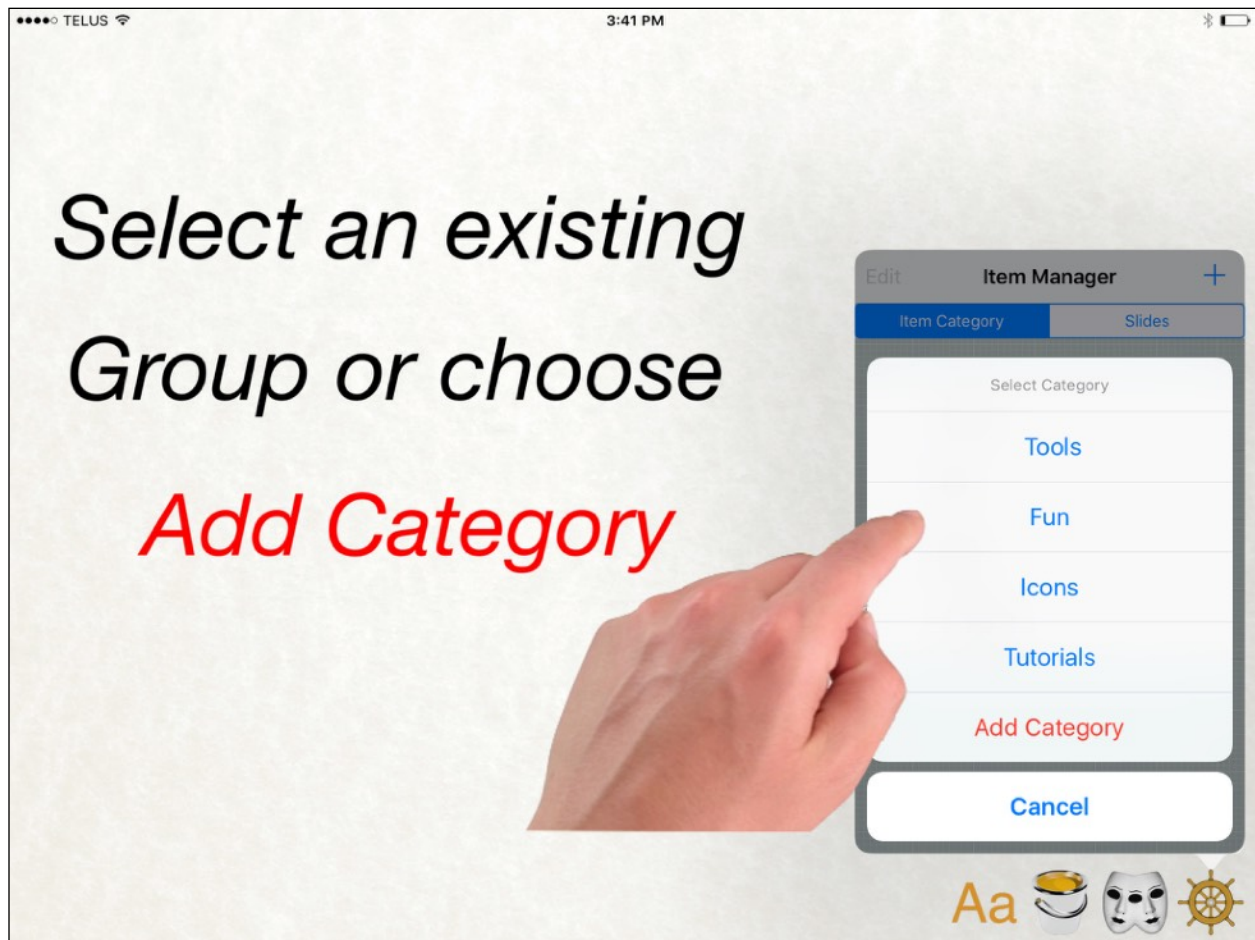 TELUS
3:41 PM
Select an existing
Group or choose
Add Category
Edit Item Manager +
Item Category Slides
Select Category
Tools
Fun
Icons
Tutorials
Add Category
Cancel
Aa